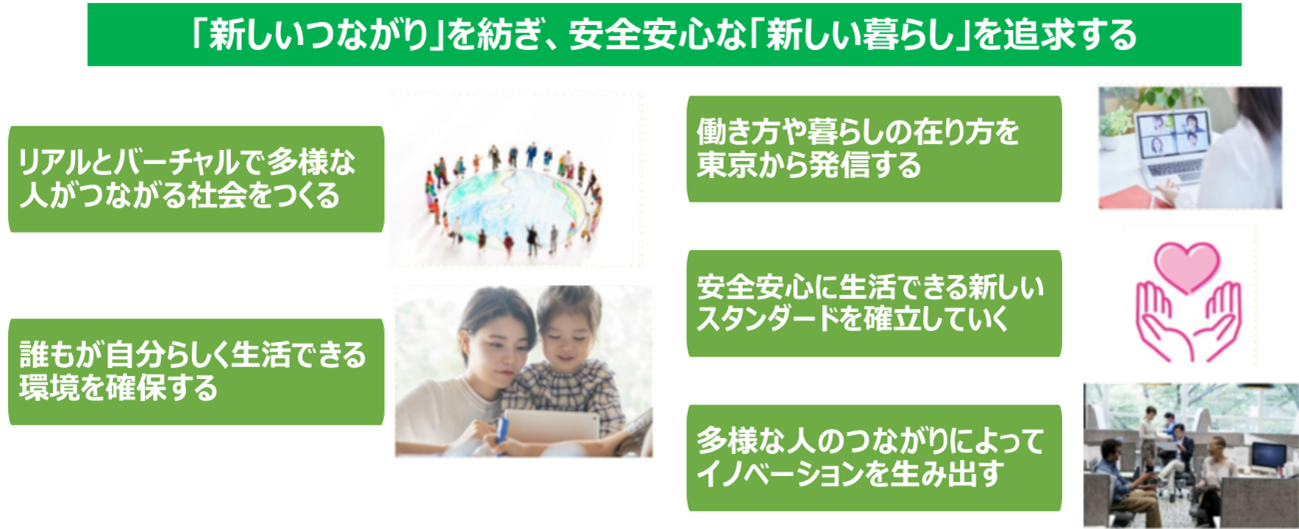 「新しいつながり」を紡ぎ、安全安心な「新しい暮らし」を追求する
リアルとバーチャルで多様な
人がつながる社会をつくる
誰もが自分らしく生活できる
環境を確保する
働き方や暮らしの在り方を
東京から発信する
安全安心に生活できる新しい
スタンダードを確立していく
多様な人のつながりによって
イノベーションを生み出す